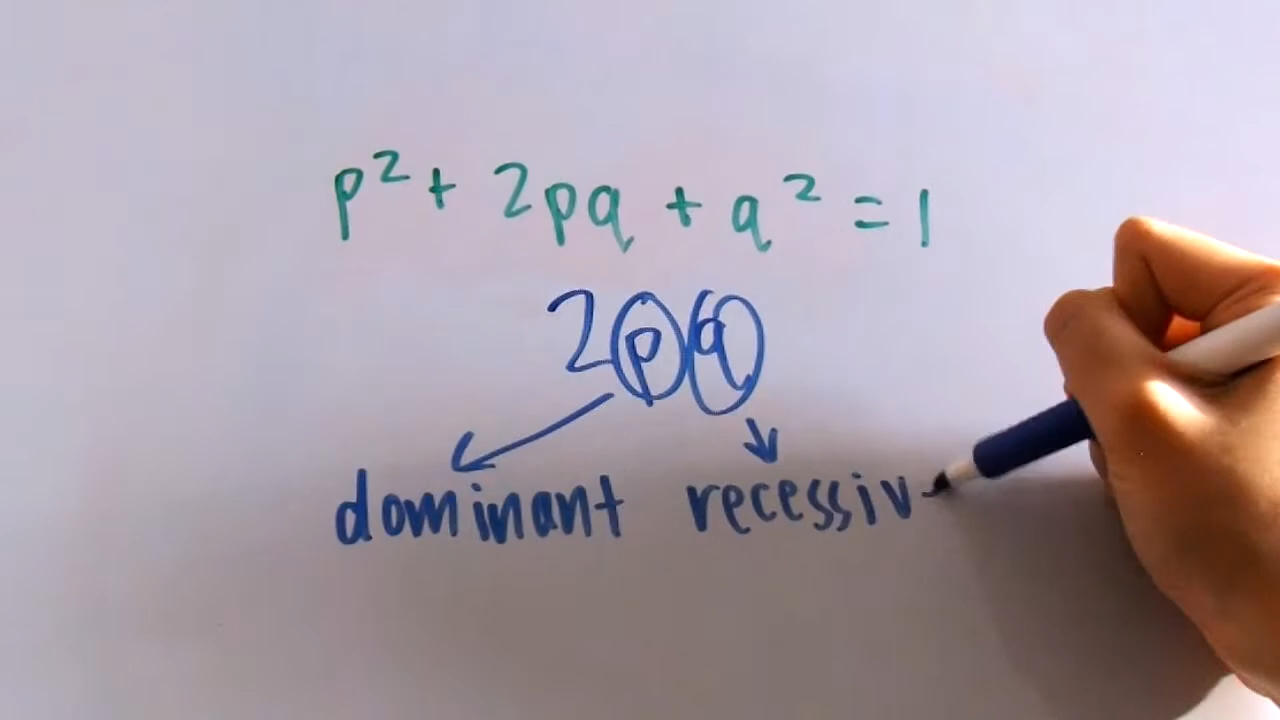 p² + 2pq + q² = 1
2pq
dominant recessiv